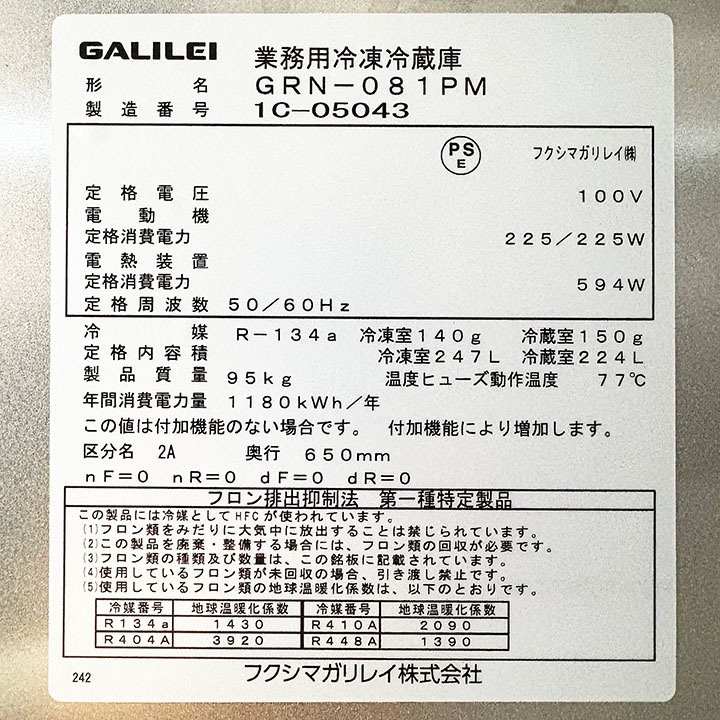 GALILEI 業務用冷凍冷蔵庫
形名 GRN-081PM
製造番号 1C-05043
PS E フクシマガリレイ㈱
定格電圧 100V
電動機
定格消費電力 225/225W
電熱装置
定格消費電力 594W
定格周波数 50/60Hz
冷媒 R-134a 冷凍室140g 冷蔵室150g
定格内容積 冷凍室247L 冷蔵室224L
製品質量 95kg 温度ヒューズ動作温度 77℃
年間消費電力量 1180kWh/年
この値は付加機能のない場合です。 付加機能により増加します。
区分名 2A 奥行 650mm
nF=0 nR=0 dF=0 dR=0
フロン排出抑制法 第一種特定製品
この製品には冷媒としてHFCが使われています。
(1)フロン類をみだりに大気中に放出することは禁じられています。
(2)この製品を廃棄・整備する場合には、フロン類の回収が必要です。
(3)フロン類の種類及び数量は、この銘板に記載されています。
(4)使用しているフロン類が未回収の場合、引き渡し禁止です。
(5)使用しているフロン類の地球温暖化係数は、以下のとおりです。
冷媒番号 地球温暖化係数 冷媒番号 地球温暖化係数
R134a 1430 R410A 2090
R404A 3920 R448A 1390
242 フクシマガリレイ株式会社